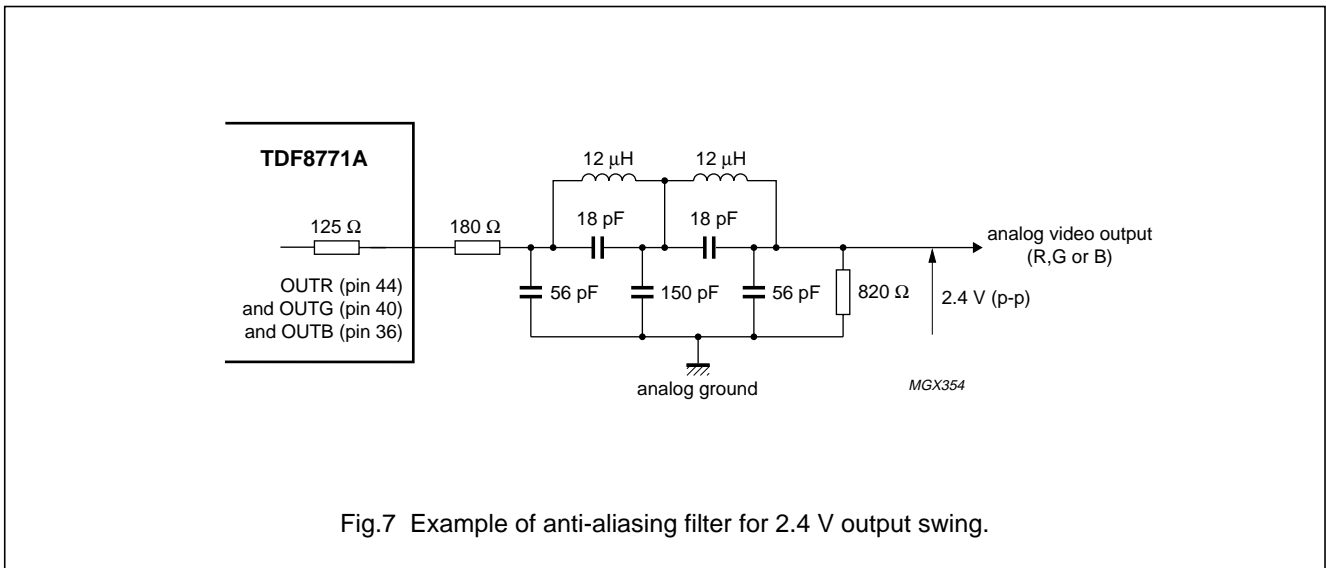 TDF8771A
125 Ω
OUTR (pin 44)
and OUTG (pin 40)
and OUTB (pin 36)
180 Ω
12 µH
12 µH
18 pF
18 pF
56 pF
150 pF
56 pF
820 Ω
analog ground
analog video output
(R,G or B)
2.4 V (p-p)
MGX354
Fig.7 Example of anti-aliasing filter for 2.4 V output swing.